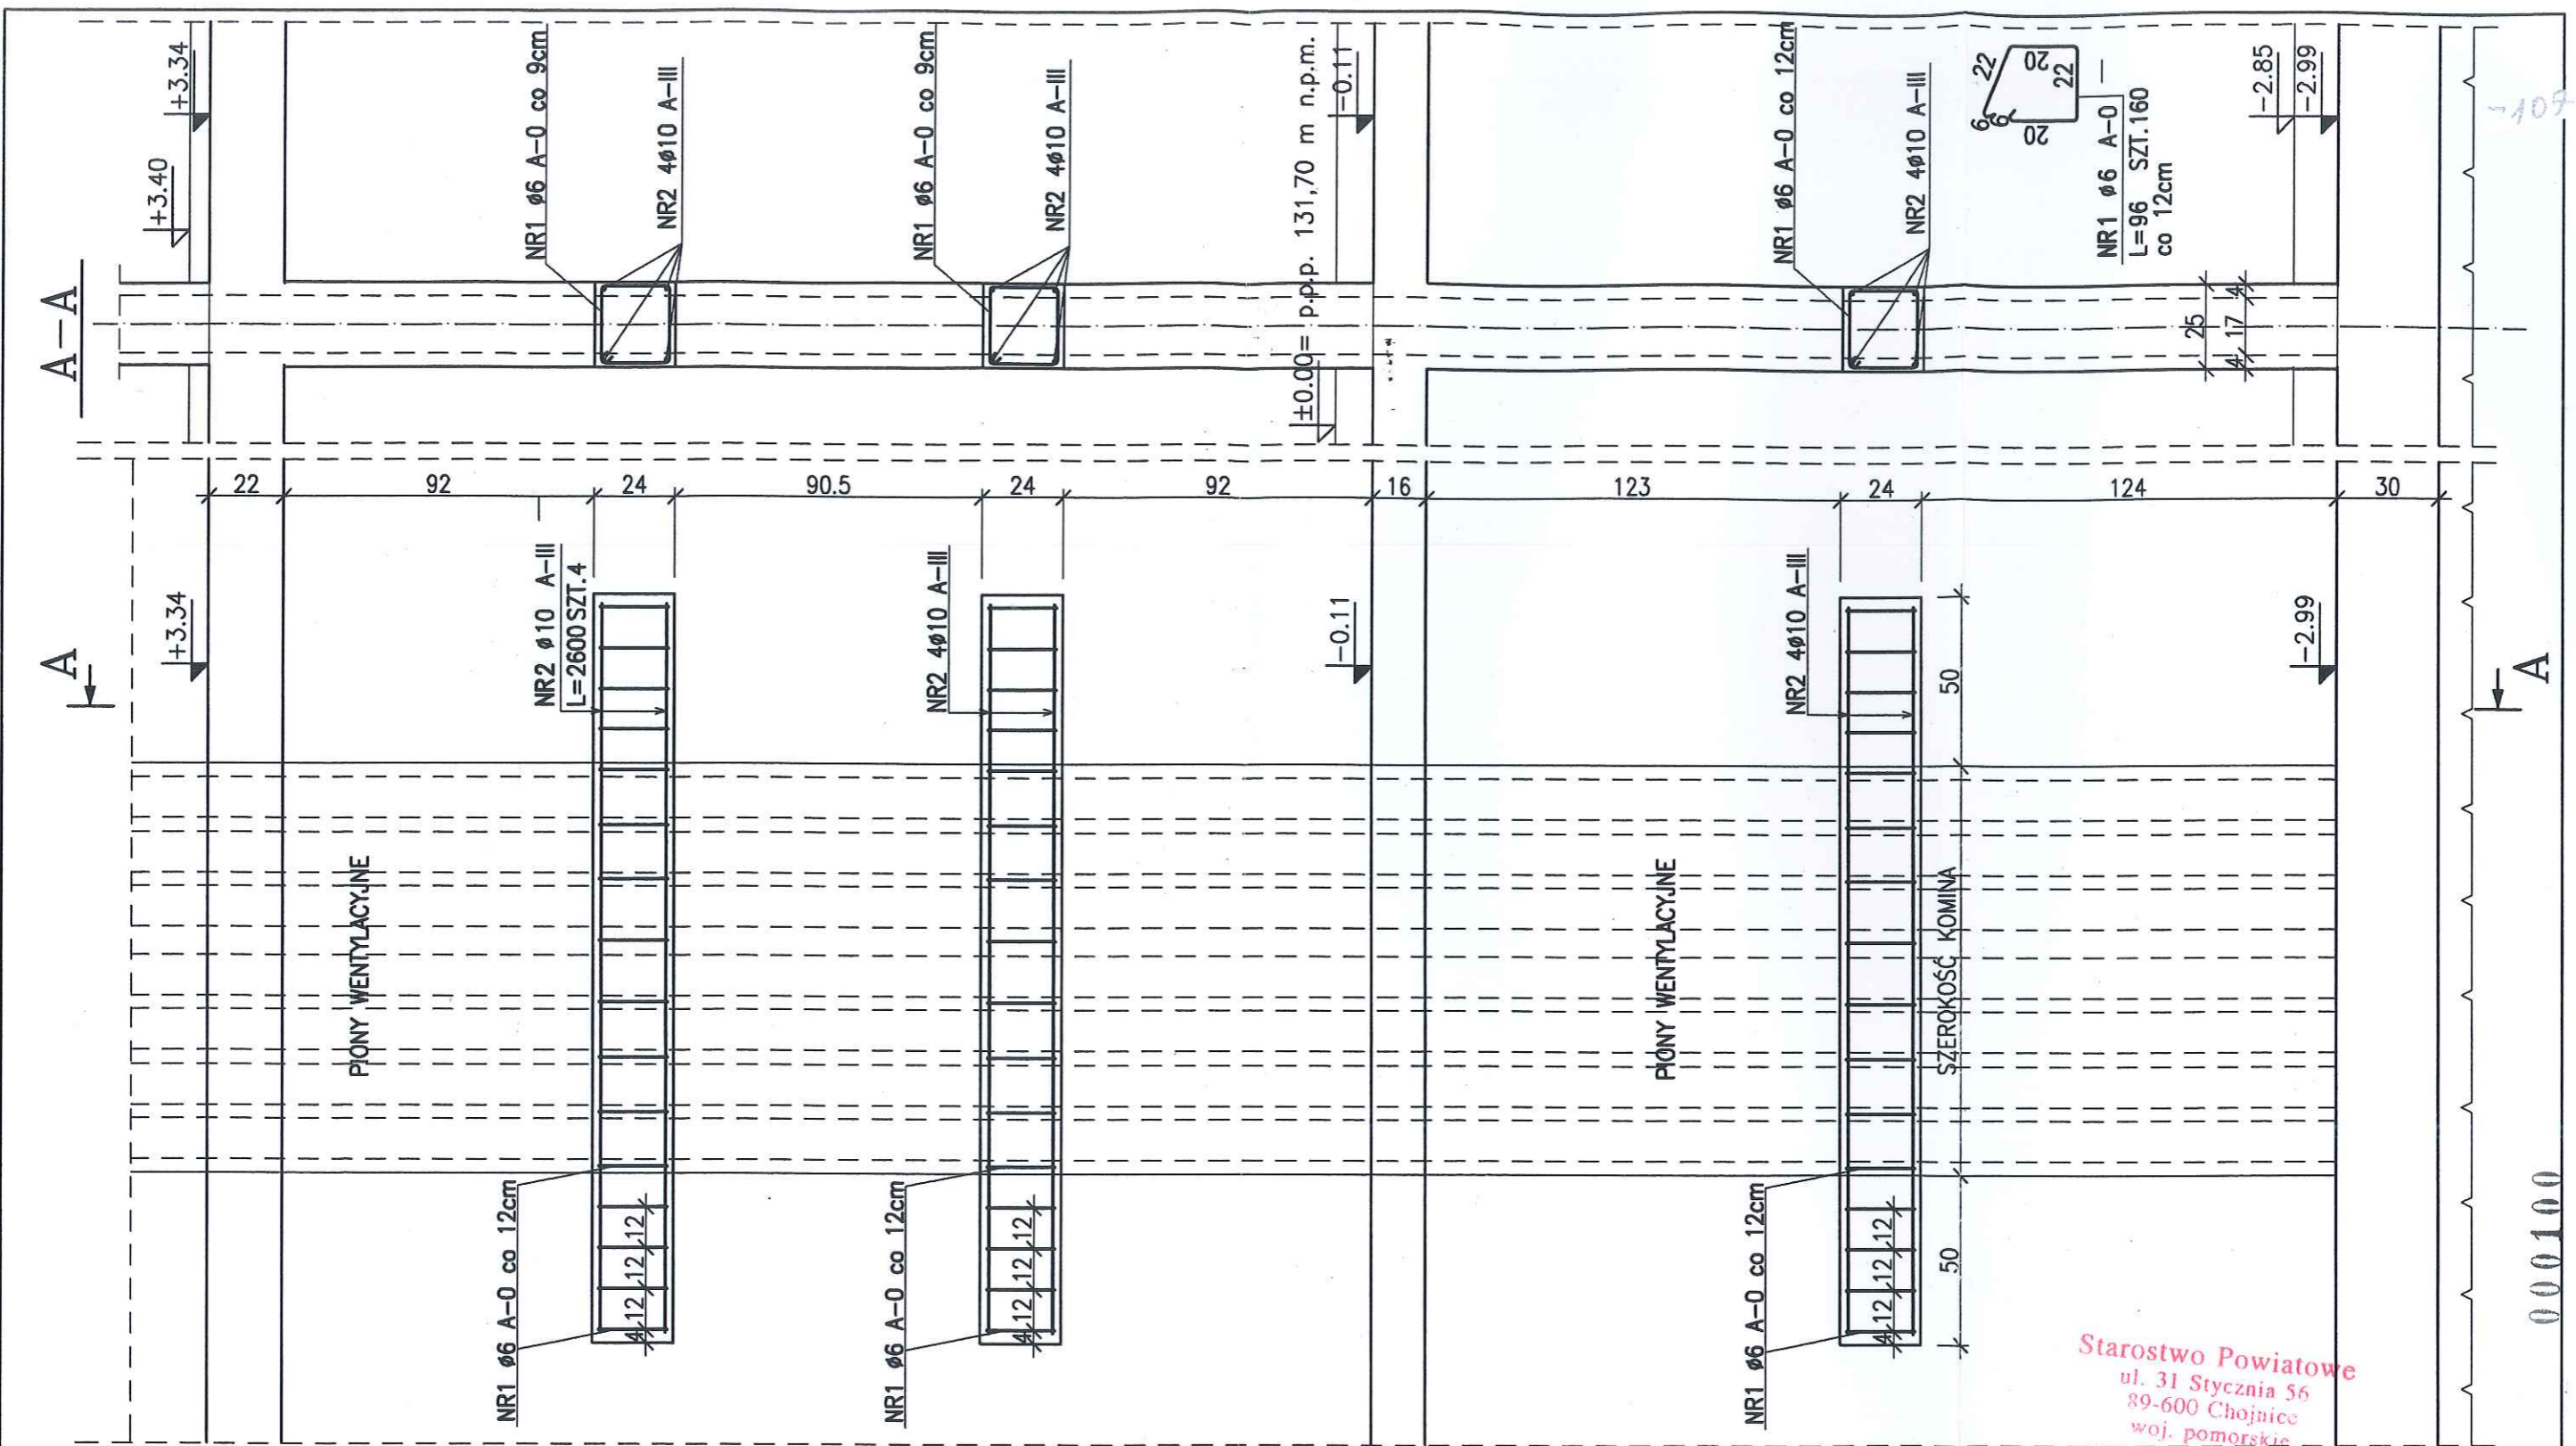 A-A
+3.40
+3.34
NR1 ø6 A-0 co 9cm
NR2 4ø10 A-III
NR1 ø6 A-0 co 9cm
NR2 4ø10 A-III
±0.00= p.p.p. 131,70 m n.p.m.
-0.11
NR1 ø6 A-0 co 12cm
NR2 4ø10 A-III
22
20
22
20
6
6
NR1 ø6 A-0
L=96 SZT.160
co 12cm
-2.85
-2.99
~107
25
4 17 4
22
92
24
90.5
24
92
16
123
24
124
30
A
+3.34
NR2 ø10 A-III
L=2600 SZT.4
NR2 4ø10 A-III
-0.11
NR2 4ø10 A-III
50
-2.99
A
PIONY WENTYLACYJNE
PIONY WENTYLACYJNE
SZEROKOŚĆ KOMINA
NR1 ø6 A-0 co 12cm
4 12 12 12
NR1 ø6 A-0 co 12cm
4 12 12 12
NR1 ø6 A-0 co 12cm
4 12 12 12
50
000100
Starostwo Powiatowe
ul. 31 Stycznia 56
89-600 Chojnice
woj. pomorskie